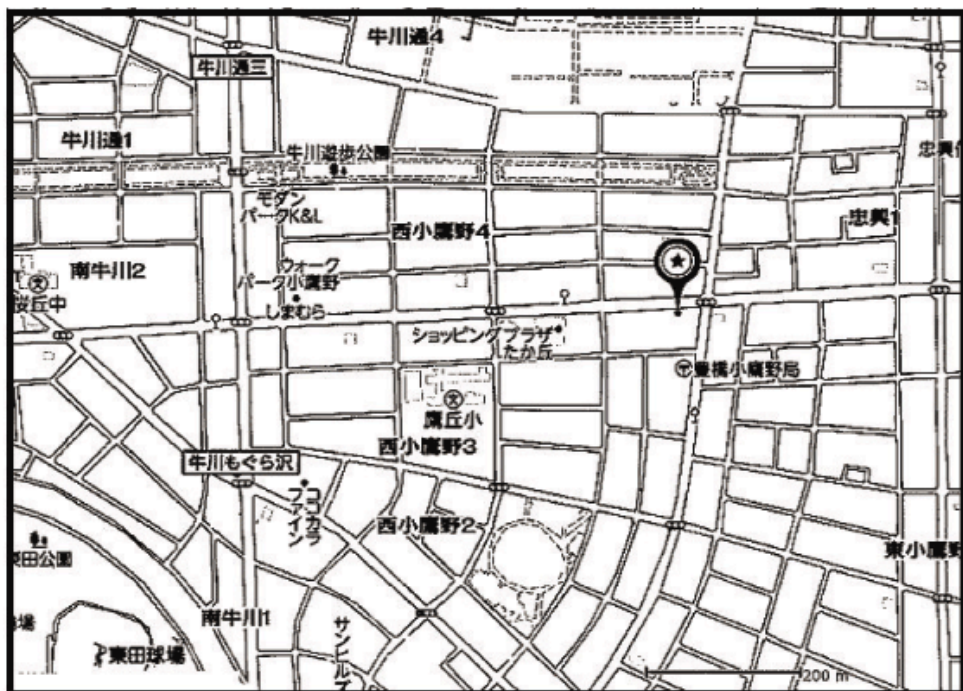 牛川通4
牛川通三
牛川通1
牛川遊歩公園
忠興
モダン
パークK&L
西小鷹野4
忠興1
南牛川2
ウォーク
パーク小鷹野
桜丘中
しまむら
ショッピングプラザ
たか丘
豊橋小鷹野局
鷹丘小
西小鷹野3
牛川もぐら沢
ココカラ
ファイン
西小鷹野2
東田公園
東小鷹野
南牛川1
サンヒルズ
場
東田球場
200 m